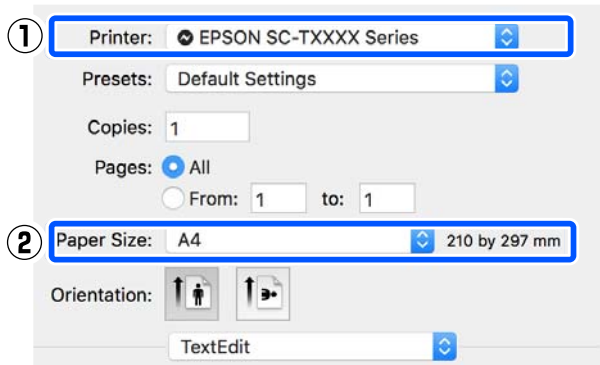 ① Printer: EPSON SC-TXXXX Series
Presets: Default Settings
Copies: 1
Pages: All
From: 1 to: 1
② Paper Size: A4 210 by 297 mm
Orientation:
TextEdit